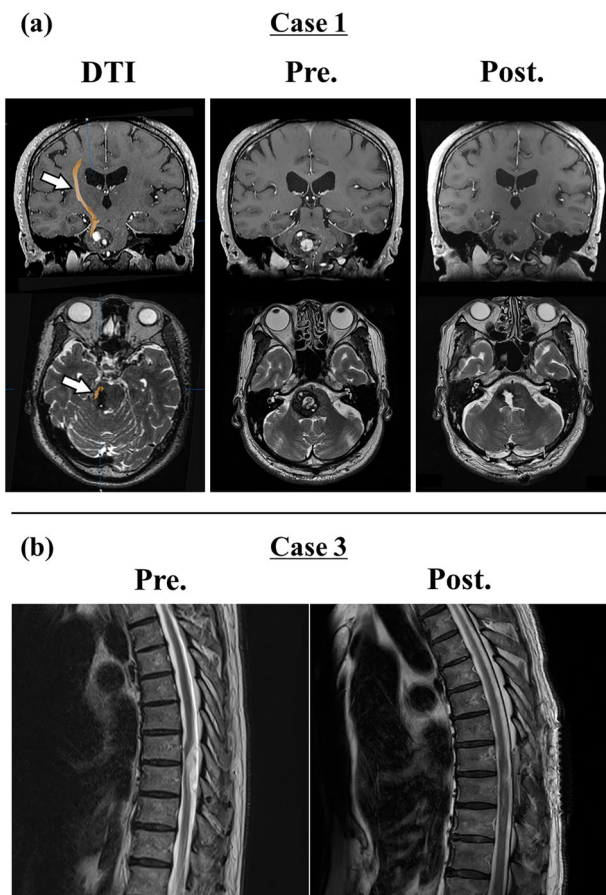 (a) Case 1
DTI Pre. Post.
(b) Case 3
Pre. Post.